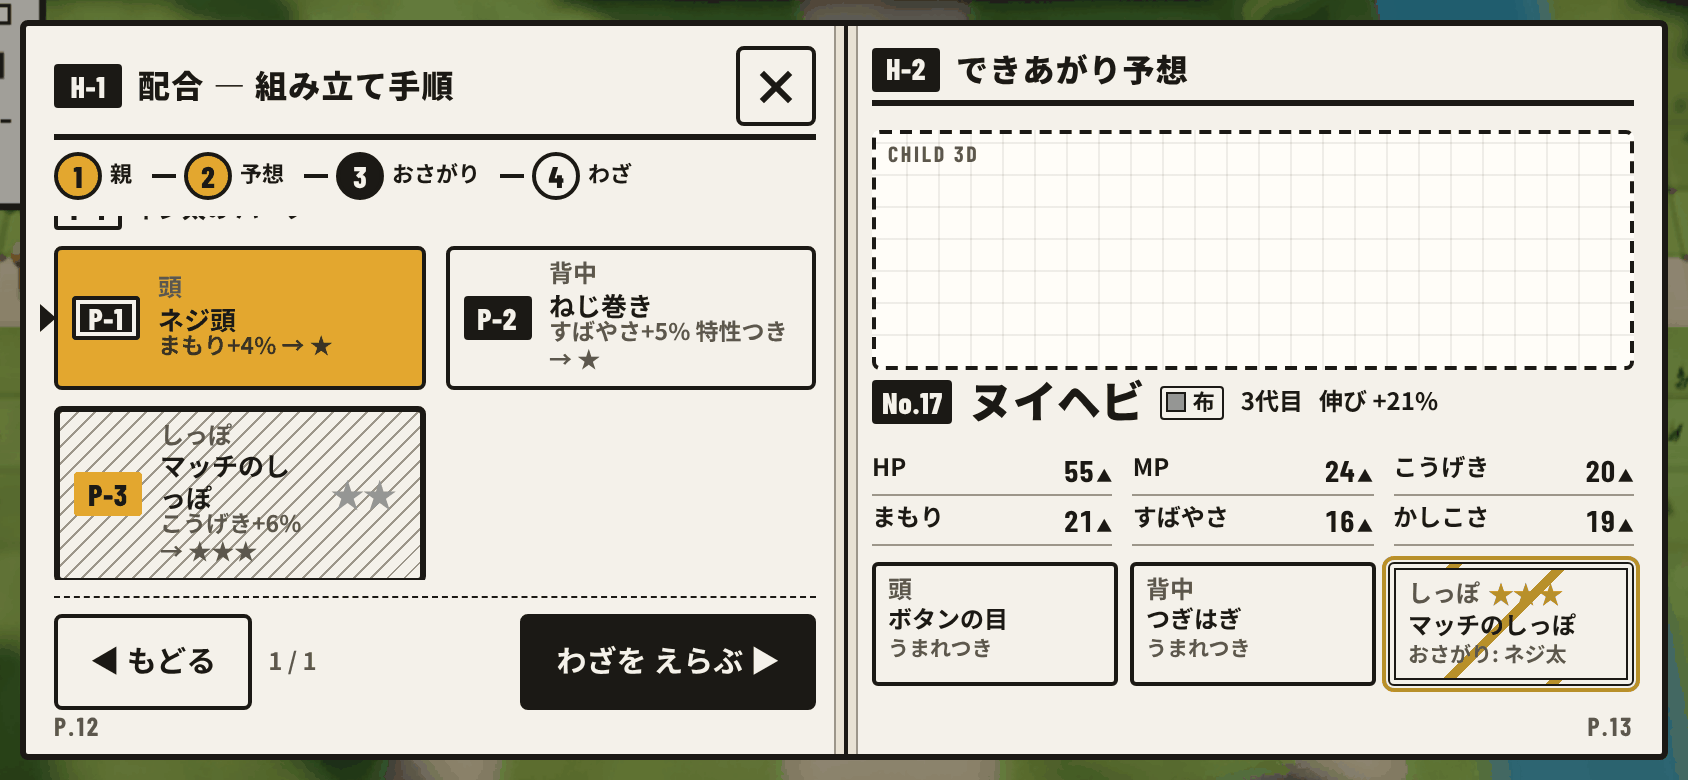 H-1 配合 — 組み立て手順
×
1 親 — 2 予想 — 3 おさがり — 4 わざ
P-1
頭
ネジ頭
まもり+4% → ★
P-2
背中
ねじ巻き
すばやさ+5% 特性つき
→ ★
P-3
しっぽ
マッチのし
っぽ
★★
こうげき+6%
→ ★★★
◀ もどる
1 / 1
わざを えらぶ ▶
P.12
H-2 できあがり予想
CHILD 3D
No.17 ヌイヘビ 布 3代目 伸び +21%
HP 55▲ MP 24▲ こうげき 20▲
まもり 21▲ すばやさ 16▲ かしこさ 19▲
頭
ボタンの目
うまれつき
背中
つぎはぎ
うまれつき
しっぽ ★★★
マッチのしっぽ
おさがり: ネジ太
P.13